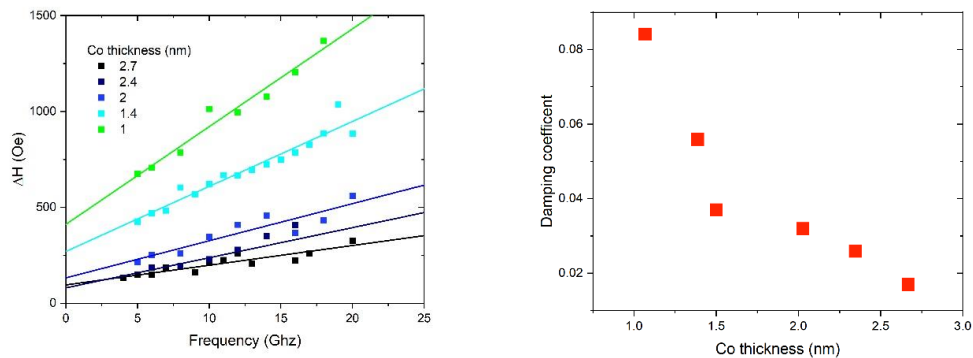 1500
1000
500
0
ΔH (Oe)
Co thickness (nm)
2.7
2.4
2
1.4
1
0 5 10 15 20 25
Frequency (Ghz)
0.08
0.06
0.04
0.02
Damping coefficent
1.0 1.5 2.0 2.5 3.0
Co thickness (nm)